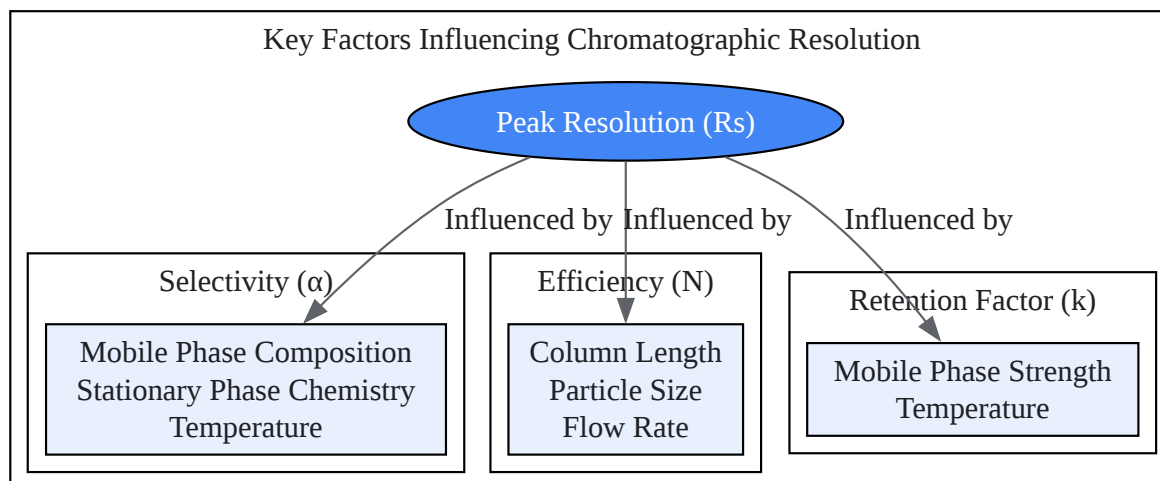 Key Factors Influencing Chromatographic Resolution
Peak Resolution (Rs)
Influenced by
Influenced by
Influenced by
Selectivity (α)
Mobile Phase Composition
Stationary Phase Chemistry
Temperature
Efficiency (N)
Column Length
Particle Size
Flow Rate
Retention Factor (k)
Mobile Phase Strength
Temperature